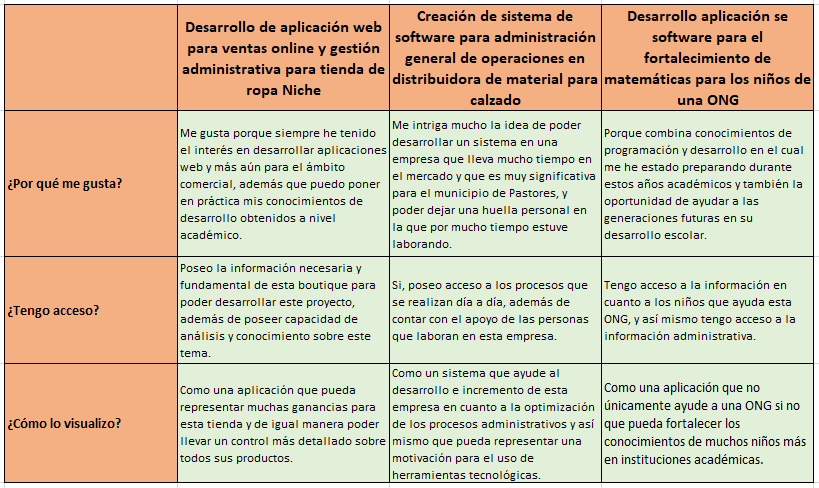 Desarrollo de aplicación web
para ventas online y gestión
administrativa para tienda de
ropa Niche
Creación de sistema de
software para administración
general de operaciones en
distribuidora de material para
calzado
Desarrollo aplicación se
software para el
fortalecimiento de
matemáticas para los niños de
una ONG
¿Por qué me gusta?
Me gusta porque siempre he tenido
el interés en desarrollar aplicaciones
web y más aún para el ámbito
comercial, además que puedo poner
en práctica mis conocimientos de
desarrollo obtenidos a nivel
académico.
Me intriga mucho la idea de poder
desarrollar un sistema en una
empresa que lleva mucho tiempo en
el mercado y que es muy significativa
para el municipio de Pastores, y
poder dejar una huella personal en
la que por mucho tiempo estuve
laborando.
Porque combina conocimientos de
programación y desarrollo en el cual
me he estado preparando durante
estos años académicos y también la
oportunidad de ayudar a las
generaciones futuras en su
desarrollo escolar.
¿Tengo acceso?
Poseo la información necesaria y
fundamental de esta boutique para
poder desarrollar este proyecto,
además de poseer capacidad de
análisis y conocimiento sobre este
tema.
Si, poseo acceso a los procesos que
se realizan día a día, además de
contar con el apoyo de las personas
que laboran en esta empresa.
Tengo acceso a la información en
cuanto a los niños que ayuda esta
ONG, y así mismo tengo acceso a la
información administrativa.
¿Cómo lo visualizo?
Como una aplicación que pueda
representar muchas ganancias para
esta tienda y de igual manera poder
llevar un control más detallado sobre
todos sus productos.
Como un sistema que ayude al
desarrollo e incremento de esta
empresa en cuanto a la optimización
de los procesos administrativos y así
mismo que pueda representar una
motivación para el uso de
herramientas tecnológicas.
Como una aplicación que no
únicamente ayude a una ONG si no
que pueda fortalecer los
conocimientos de muchos niños más
en instituciones académicas.